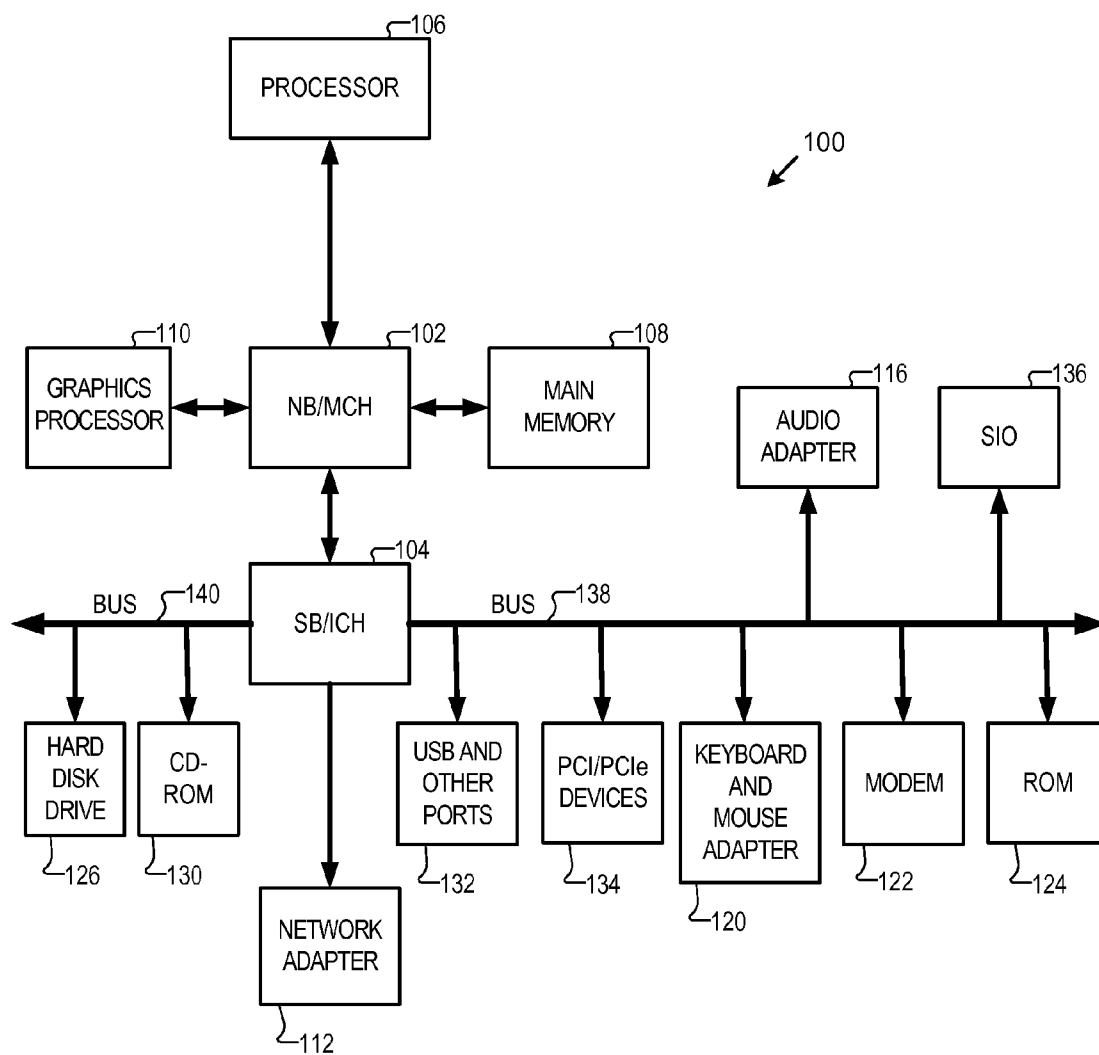 106
PROCESSOR
100
110
102
108
GRAPHICS
PROCESSOR
NB/MCH
MAIN
MEMORY
116
136
AUDIO
ADAPTER
SIO
104
BUS
140
SB/ICH
BUS
138
HARD
DISK
DRIVE
CD-
ROM
USB AND
OTHER
PORTS
PCI/PCIe
DEVICES
KEYBOARD
AND
MOUSE
ADAPTER
MODEM
ROM
126
130
132
134
120
122
124
NETWORK
ADAPTER
112